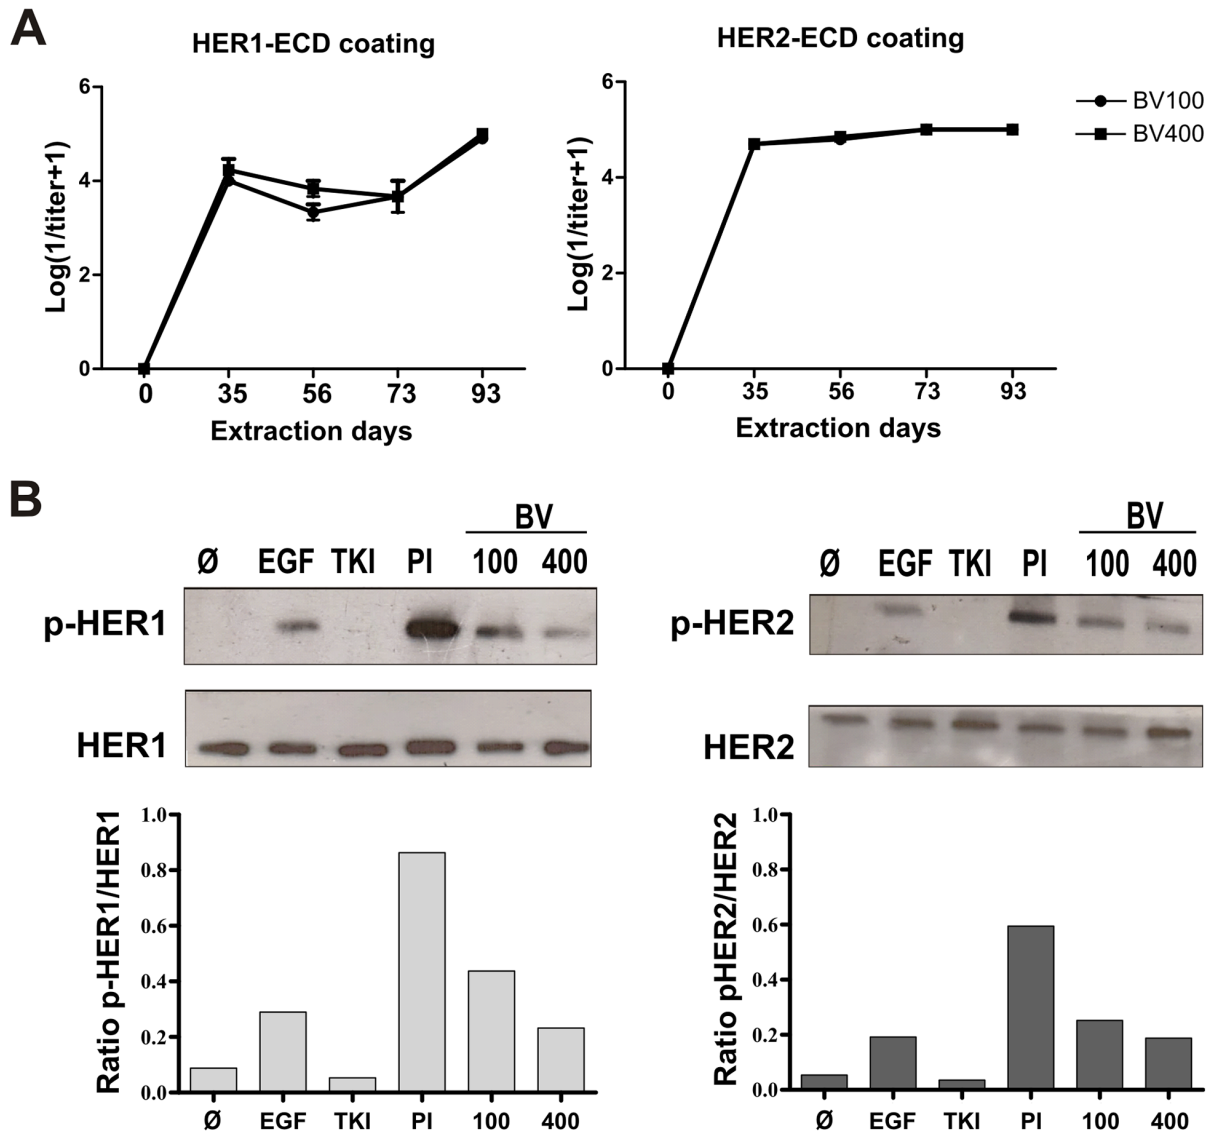 A
HER1-ECD coating
HER2-ECD coating
Log(1/titer+1)
6
4
2
0
0 35 56 73 93
Extraction days
Log(1/titer+1)
6
4
2
0
0 35 56 73 93
Extraction days
BV100
BV400
B
BV
Ø EGF TKI PI 100 400
p-HER1
HER1
BV
Ø EGF TKI PI 100 400
p-HER2
HER2
Ratio p-HER1/HER1
1.0
0.8
0.6
0.4
0.2
0.0
Ø EGF TKI PI 100 400
Ratio pHER2/HER2
1.0
0.8
0.6
0.4
0.2
0.0
Ø EGF TKI PI 100 400